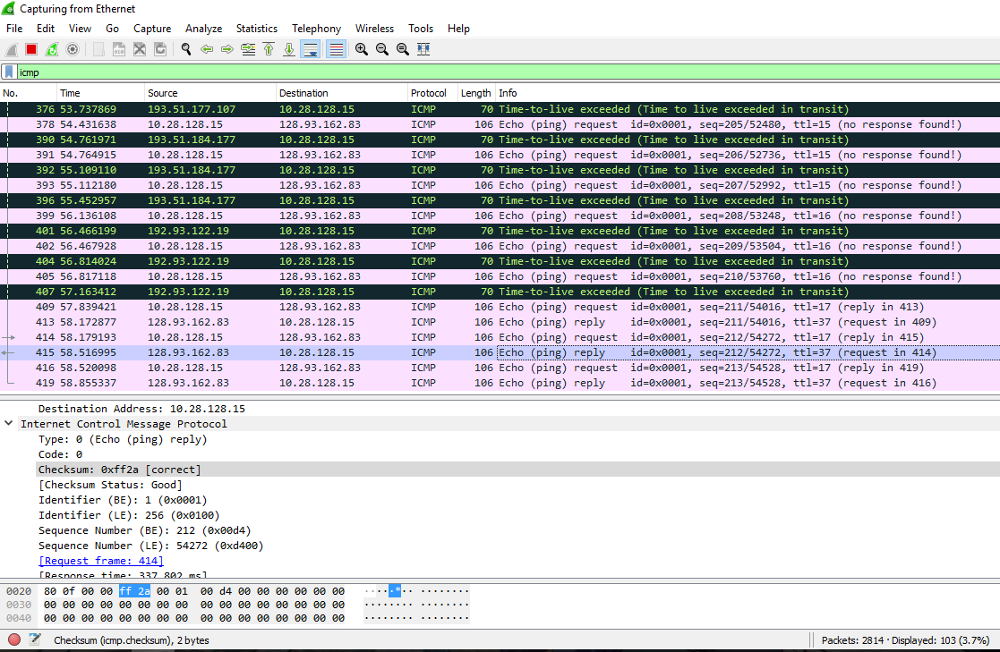 Capturing from Ethernet
File Edit View Go Capture Analyze Statistics Telephony Wireless Tools Help
icmp
No. Time Source Destination Protocol Length Info
376 53.737869 193.51.177.107 10.28.128.15 ICMP 70 Time-to-live exceeded (Time to live exceeded in transit)
378 54.431638 10.28.128.15 128.93.162.83 ICMP 106 Echo (ping) request id=0x0001, seq=205/52480, ttl=15 (no response found!)
390 54.761971 193.51.184.177 10.28.128.15 ICMP 70 Time-to-live exceeded (Time to live exceeded in transit)
391 54.764915 10.28.128.15 128.93.162.83 ICMP 106 Echo (ping) request id=0x0001, seq=206/52736, ttl=15 (no response found!)
392 55.109110 193.51.184.177 10.28.128.15 ICMP 70 Time-to-live exceeded (Time to live exceeded in transit)
393 55.112180 10.28.128.15 128.93.162.83 ICMP 106 Echo (ping) request id=0x0001, seq=207/52992, ttl=15 (no response found!)
396 55.452957 193.51.184.177 10.28.128.15 ICMP 70 Time-to-live exceeded (Time to live exceeded in transit)
399 56.136108 10.28.128.15 128.93.162.83 ICMP 106 Echo (ping) request id=0x0001, seq=208/53248, ttl=16 (no response found!)
401 56.466199 192.93.122.19 10.28.128.15 ICMP 70 Time-to-live exceeded (Time to live exceeded in transit)
402 56.467928 10.28.128.15 128.93.162.83 ICMP 106 Echo (ping) request id=0x0001, seq=209/53504, ttl=16 (no response found!)
404 56.814024 192.93.122.19 10.28.128.15 ICMP 70 Time-to-live exceeded (Time to live exceeded in transit)
405 56.817118 10.28.128.15 128.93.162.83 ICMP 106 Echo (ping) request id=0x0001, seq=210/53760, ttl=16 (no response found!)
407 57.163412 192.93.122.19 10.28.128.15 ICMP 70 Time-to-live exceeded (Time to live exceeded in transit)
409 57.839421 10.28.128.15 128.93.162.83 ICMP 106 Echo (ping) request id=0x0001, seq=211/54016, ttl=17 (reply in 413)
413 58.172877 128.93.162.83 10.28.128.15 ICMP 106 Echo (ping) reply id=0x0001, seq=211/54016, ttl=37 (request in 409)
414 58.179193 10.28.128.15 128.93.162.83 ICMP 106 Echo (ping) request id=0x0001, seq=212/54272, ttl=17 (reply in 415)
415 58.516995 128.93.162.83 10.28.128.15 ICMP 106 Echo (ping) reply id=0x0001, seq=212/54272, ttl=37 (request in 414)
416 58.520098 10.28.128.15 128.93.162.83 ICMP 106 Echo (ping) request id=0x0001, seq=213/54528, ttl=17 (reply in 419)
419 58.855337 128.93.162.83 10.28.128.15 ICMP 106 Echo (ping) reply id=0x0001, seq=213/54528, ttl=37 (request in 416)
Destination Address: 10.28.128.15
Internet Control Message Protocol
Type: 0 (Echo (ping) reply)
Code: 0
Checksum: 0xff2a [correct]
[Checksum Status: Good]
Identifier (BE): 1 (0x0001)
Identifier (LE): 256 (0x0100)
Sequence Number (BE): 212 (0x00d4)
Sequence Number (LE): 54272 (0xd400)
[Request frame: 414]
[Response time: 337.802 ms]
0020 80 0f 00 00 ff 2a 00 01 00 d4 00 00 00 00 00 00 ·····*·· ········
0030 00 00 00 00 00 00 00 00 00 00 00 00 00 00 00 00 ········ ········
0040 00 00 00 00 00 00 00 00 00 00 00 00 00 00 00 00 ········ ········
Checksum (icmp.checksum), 2 bytes
Packets: 2814 · Displayed: 103 (3.7%)